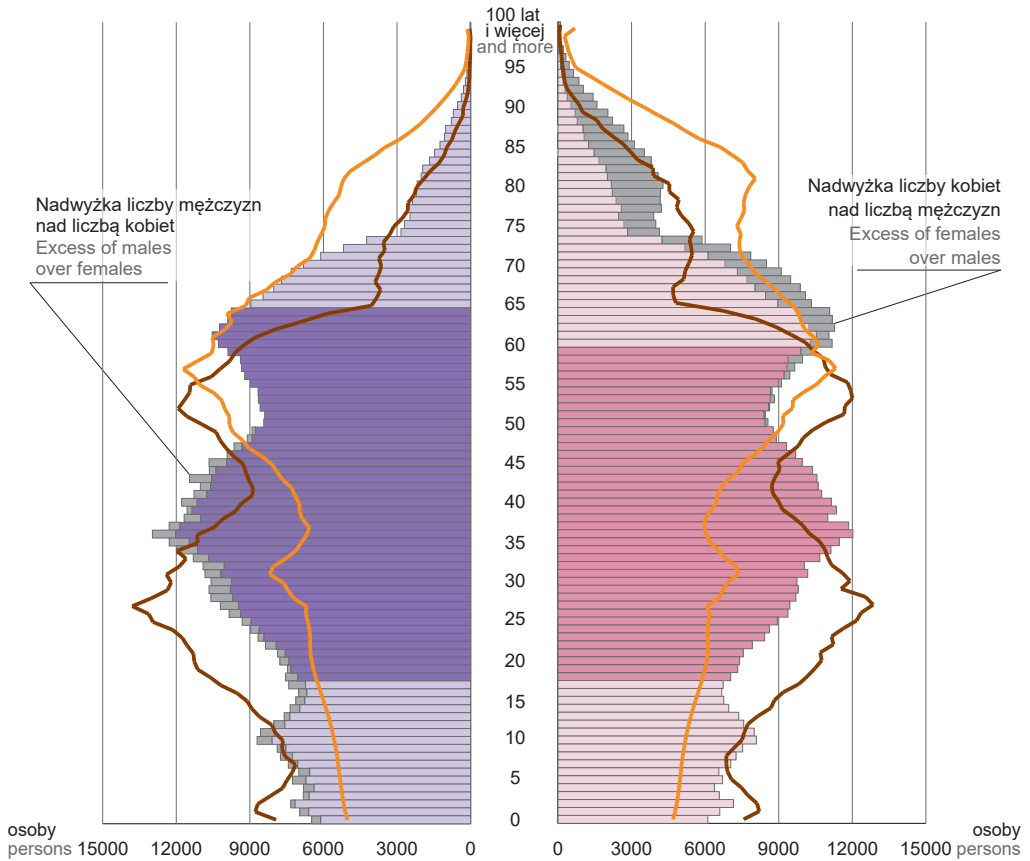 100 lat
i więcej
and more
95
90
85
80
75
70
65
60
55
50
45
40
35
30
25
20
15
10
5
0
Nadwyżka liczby mężczyzn
nad liczbą kobiet
Excess of males
over females
Nadwyżka liczby kobiet
nad liczbą mężczyzn
Excess of females
over males
osoby
persons 15000 12000 9000 6000 3000 0
0 3000 6000 9000 12000 15000 persons
osoby